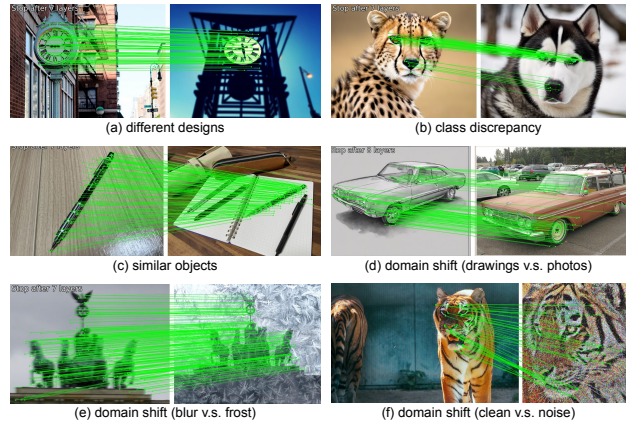 Stop after 9 layers
(a) different designs
(b) class discrepancy
(c) similar objects
Stop after 8 layers
(d) domain shift (drawings v.s. photos)
Stop after 7 layers
(e) domain shift (blur v.s. frost)
(f) domain shift (clean v.s. noise)